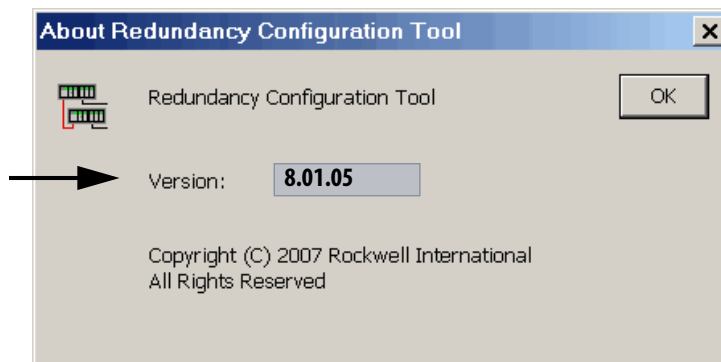 About Redundancy Configuration Tool
Redundancy Configuration Tool
OK
Version: 8.01.05
Copyright (C) 2007 Rockwell International
All Rights Reserved